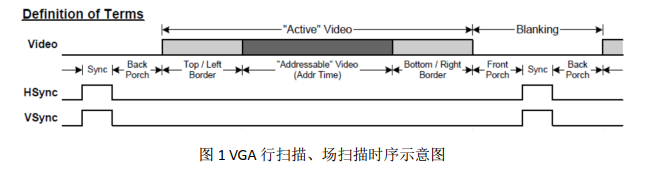 Definition of Terms
"Active" Video
Blanking
Video
Sync
Back Porch
Top / Left Border
"Addressable" Video (Addr Time)
Bottom / Right Border
Front Porch
Sync
Back Porch
HSync
VSync
图 1 VGA 行扫描、场扫描时序示意图